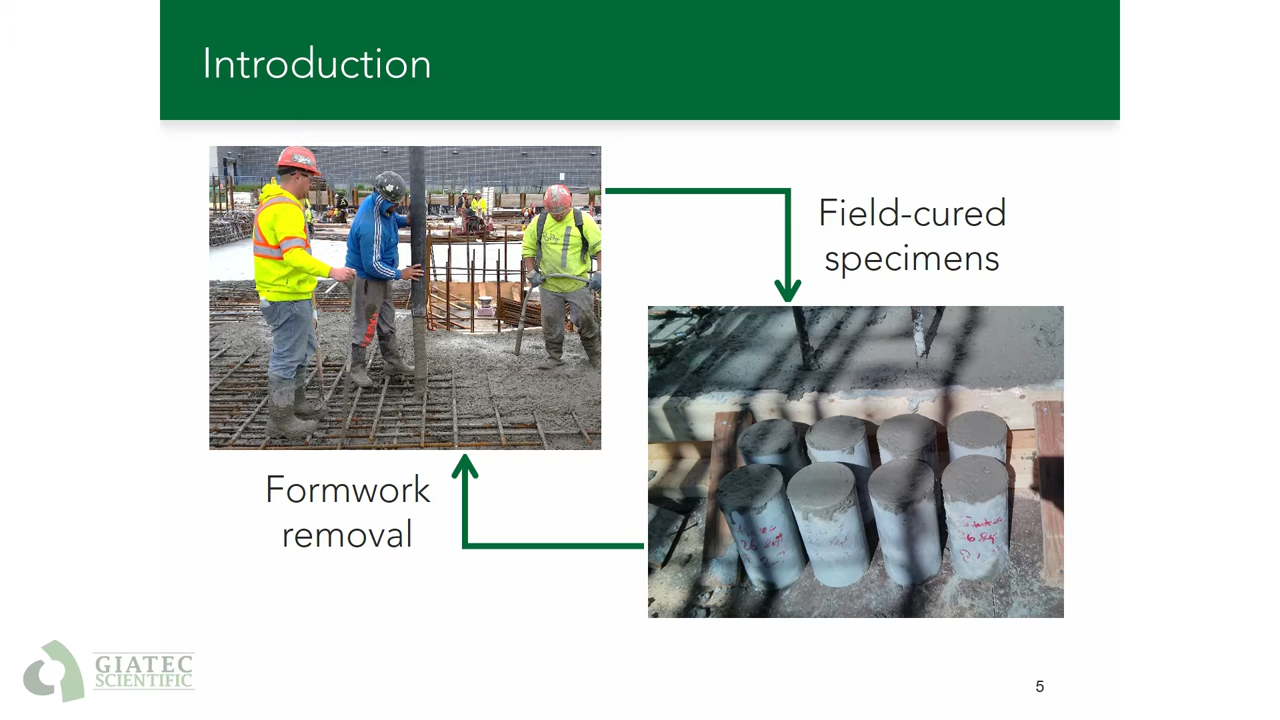 Introduction
Field-cured
specimens
Formwork
removal
GIATEC
SCIENTIFIC
5